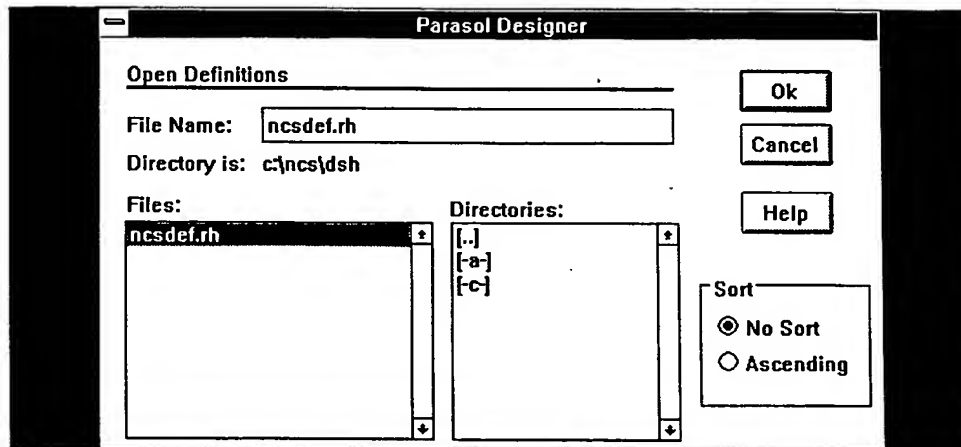 Parasol Designer
Open Definitions
File Name: ncsdef.rh
Directory is: c:\ncs\dsh
Files:
ncsdef.rh
Directories:
[..]
[-a-]
[-c-]
Ok
Cancel
Help
Sort
No Sort
Ascending